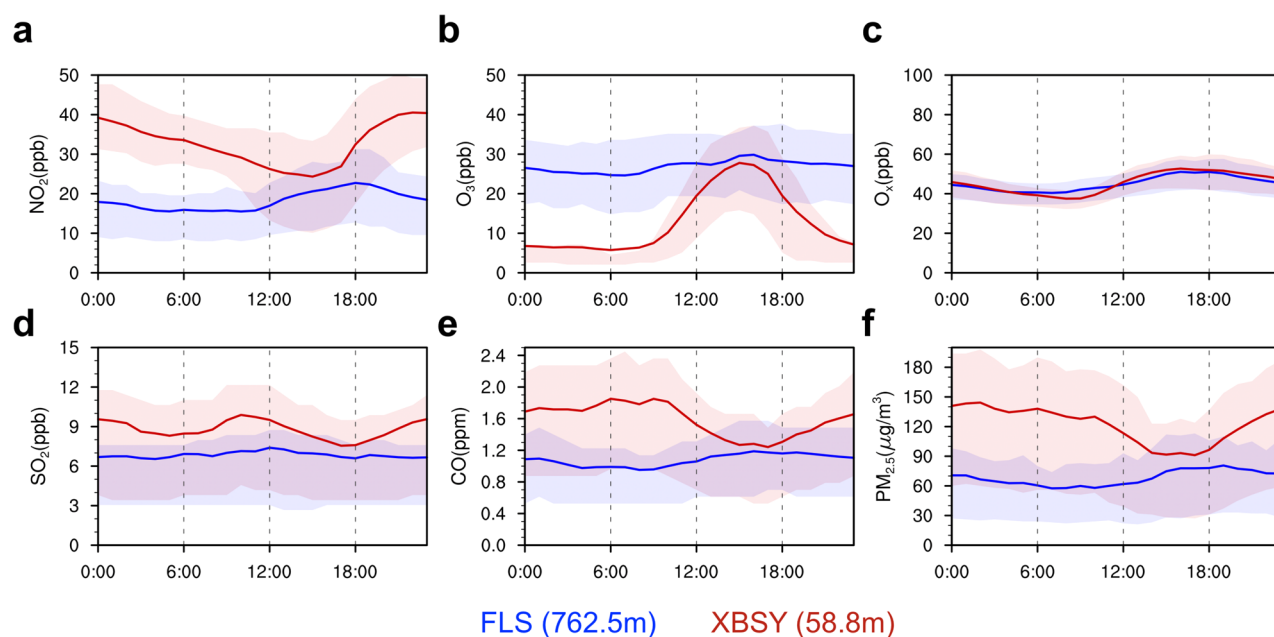 a
b
c
NO₂(ppb)
50
40
30
20
10
0
0:00 6:00 12:00 18:00
O₃(ppb)
50
40
30
20
10
0
0:00 6:00 12:00 18:00
Oₓ(ppb)
100
80
60
40
20
0
0:00 6:00 12:00 18:00
d
e
f
SO₂(ppb)
15
12
9
6
3
0
0:00 6:00 12:00 18:00
CO(ppm)
2.4
2.0
1.6
1.2
0.8
0.4
0.0
0:00 6:00 12:00 18:00
PM₂.₅(μg/m³)
180
150
120
90
60
30
0
0:00 6:00 12:00 18:00
FLS (762.5m) XBSY (58.8m)